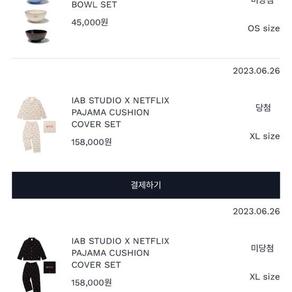 미당첨
BOWL SET
45,000원
OS size
2023.06.26
IAB STUDIO X NETFLIX
PAJAMA CUSHION
COVER SET
158,000원
당첨
XL size
결제하기
2023.06.26
IAB STUDIO X NETFLIX
PAJAMA CUSHION
COVER SET
158,000원
미당첨
XL size